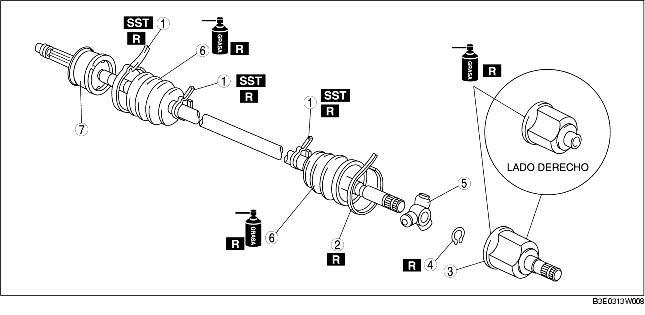 SST 1
R
6
GRASA
R
1 SST
R
7
1 SST
R
GRASA
R
LADO DERECHO
5
GRASA
R 6
2
R
R 4
3
B3E0313W008